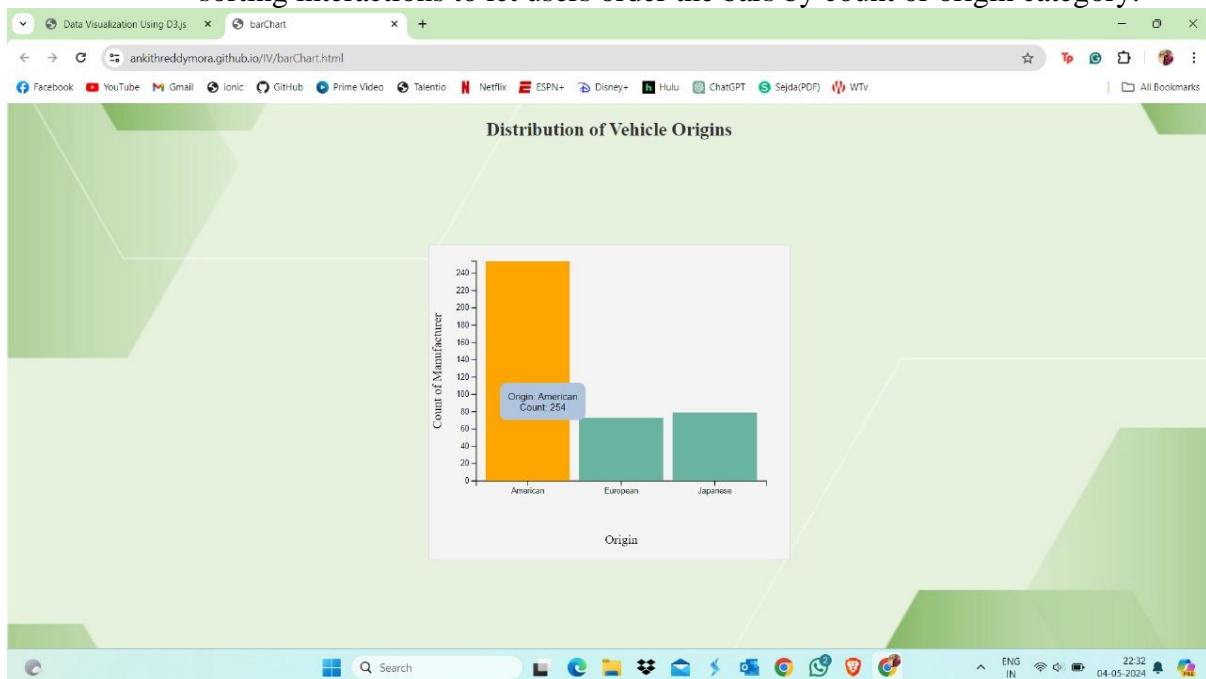 sorting interactions to let users order the bars by count or origin category.
Data Visualization Using D3.js
barChart
ankithreddymora.github.io/IV/barChart.html
Facebook YouTube Gmail ionic GitHub Prime Video Talentio Netflix ESPN+ Disney+ Hulu ChatGPT Sejda(PDF) WTv All Bookmarks
Distribution of Vehicle Origins
Count of Manufacturer
240
220
200
180
160
140
120
100
80
60
40
20
0
Origin: American
Count: 254
American European Japanese
Origin
Search
ENG
IN
22:32
04-05-2024